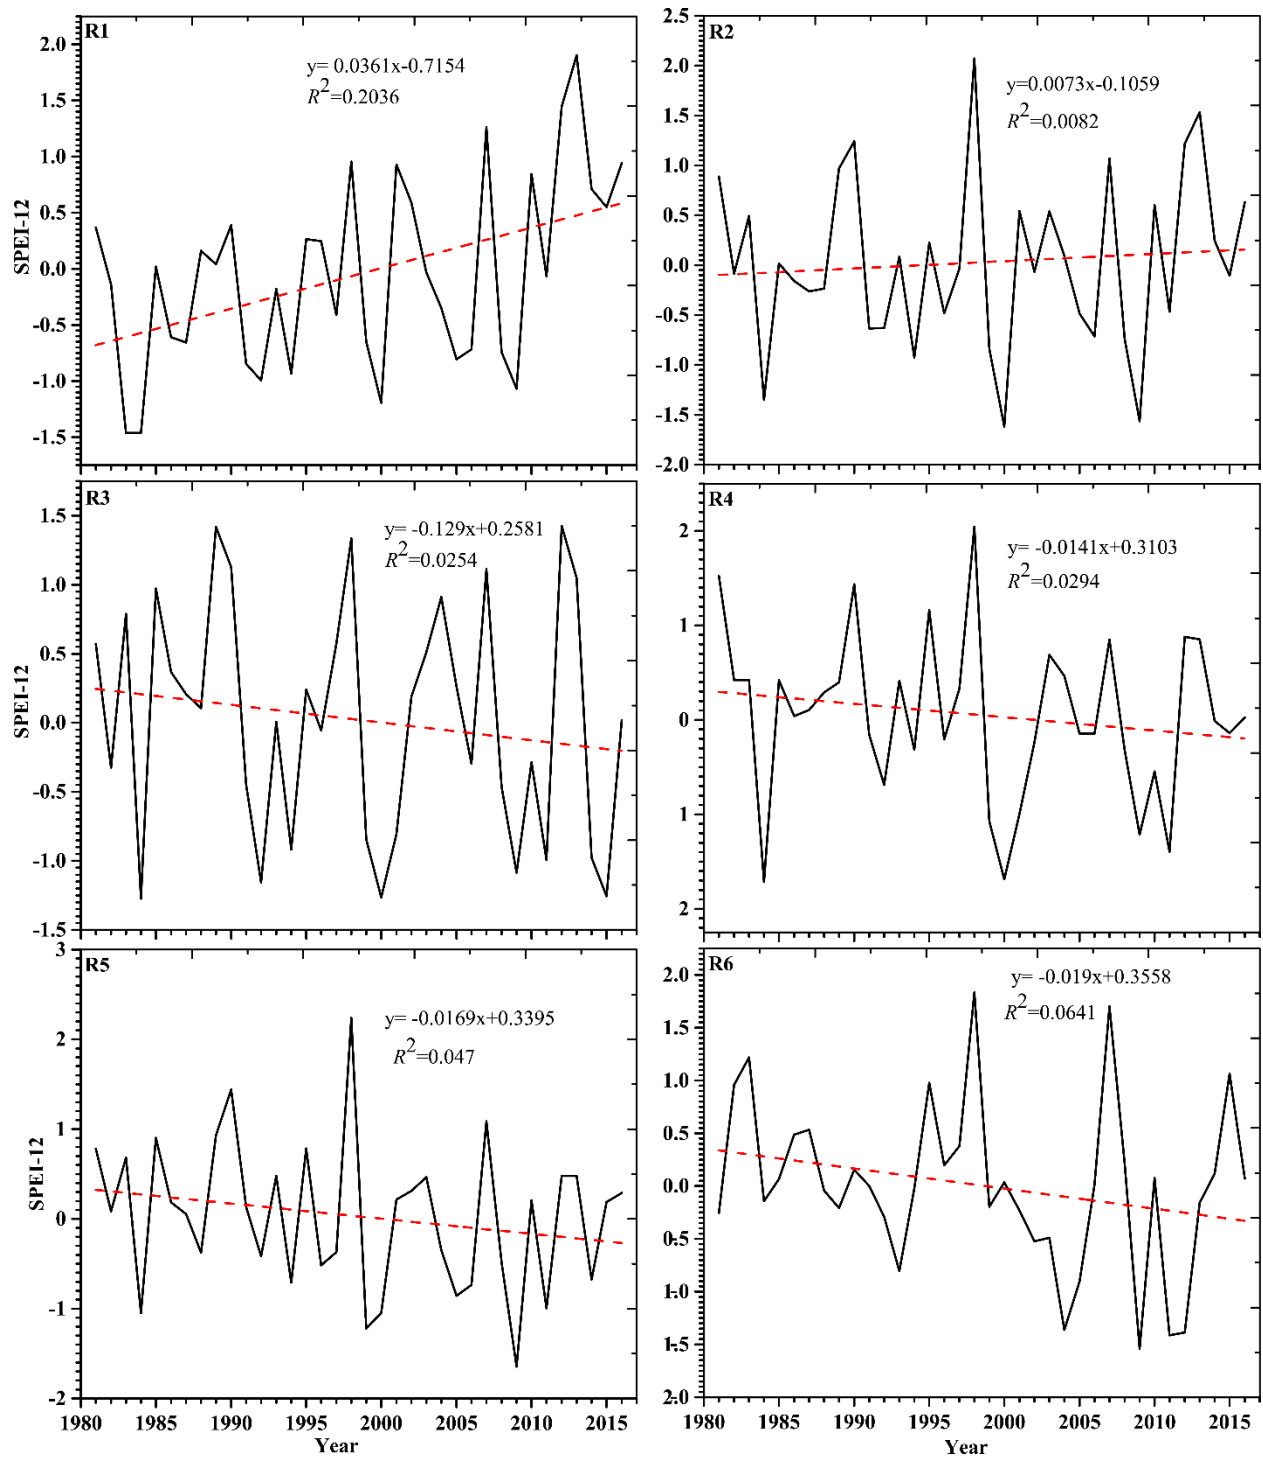 R1
y= 0.0361x-0.7154
R2=0.2036
2.0
1.5
1.0
0.5
0.0
-0.5
-1.0
-1.5
SPEI-12
R2
y=0.0073x-0.1059
R2=0.0082
2.5
2.0
1.5
1.0
0.5
0.0
-0.5
-1.0
-1.5
-2.0
R3
y= -0.129x+0.2581
R2=0.0254
1.5
1.0
0.5
0.0
-0.5
-1.0
-1.5
SPEI-12
R4
y= -0.0141x+0.3103
R2=0.0294
2
1
0
1
2
R5
y= -0.0169x+0.3395
R2=0.047
3
2
1
0
-1
-2
SPEI-12
1980 1985 1990 1995 2000 2005 2010 2015
Year
R6
y= -0.019x+0.3558
R2=0.0641
2.0
1.5
1.0
0.5
0.0
0.5
1.0
1.5
2.0
1980 1985 1990 1995 2000 2005 2010 2015
Year